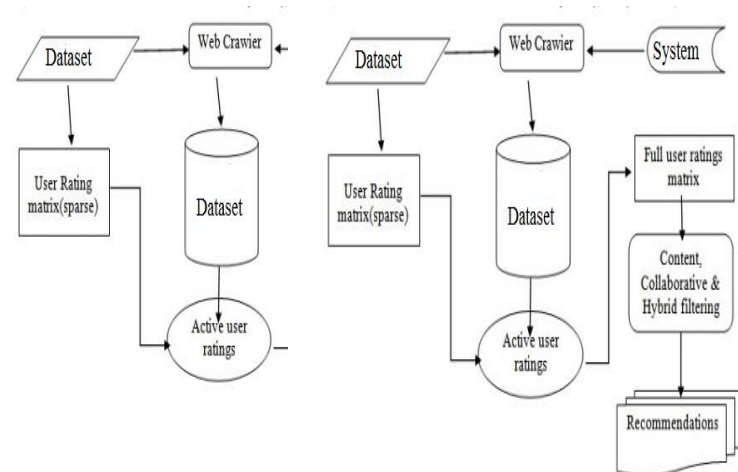 Dataset
Web Crawier
User Rating
matrix(sparse)
Dataset
Active user
ratings
Dataset
Web Crawier
System
User Rating
matrix(sparse)
Dataset
Full user ratings
matrix
Content,
Collaborative &
Hybrid filtering
Active user
ratings
Recommendations